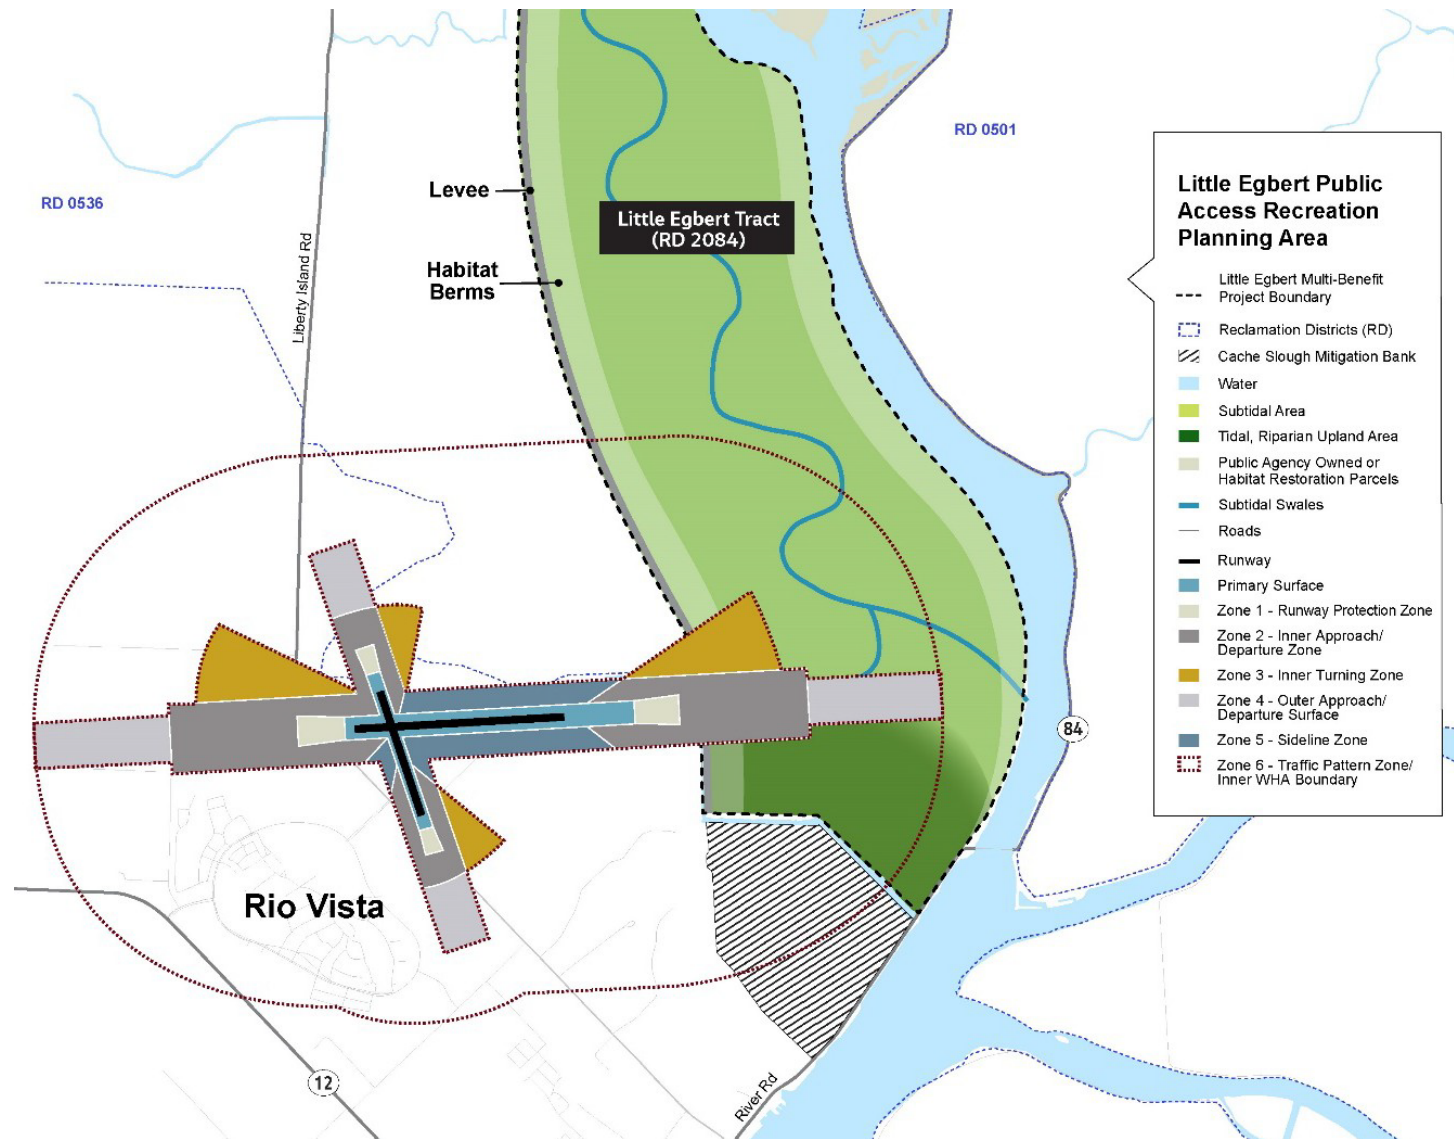 RD 0501
RD 0536
Levee
Little Egbert Tract
(RD 2084)
Habitat
Berms
Liberty Island Rd
Rio Vista
84
12
River Rd
Little Egbert Public
Access Recreation
Planning Area
Little Egbert Multi-Benefit
Project Boundary
Reclamation Districts (RD)
Cache Slough Mitigation Bank
Water
Subtidal Area
Tidal, Riparian Upland Area
Public Agency Owned or
Habitat Restoration Parcels
Subtidal Swales
Roads
Runway
Primary Surface
Zone 1 - Runway Protection Zone
Zone 2 - Inner Approach/
Departure Zone
Zone 3 - Inner Turning Zone
Zone 4 - Outer Approach/
Departure Surface
Zone 5 - Sideline Zone
Zone 6 - Traffic Pattern Zone/
Inner WHA Boundary